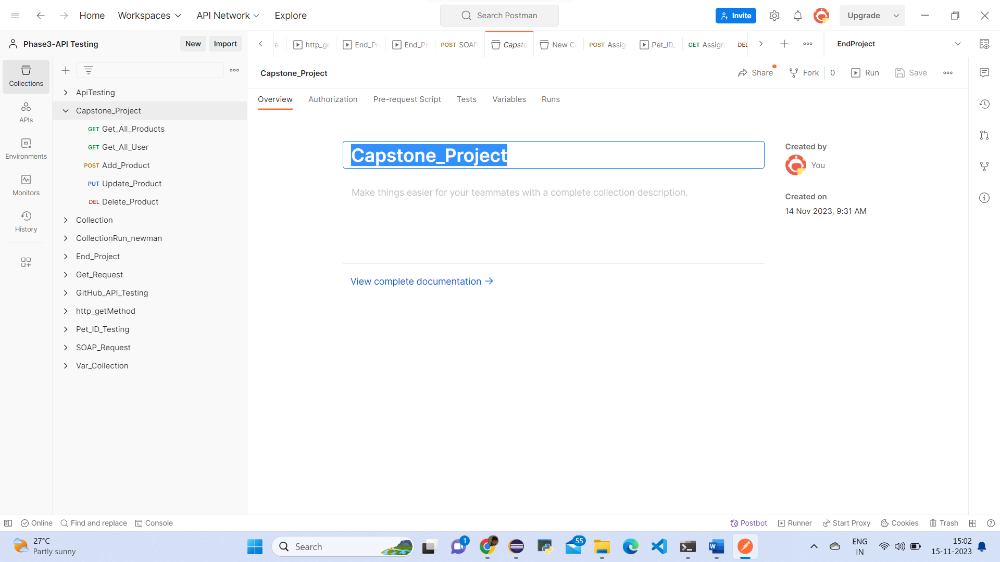 Home Workspaces API Network Explore Search Postman Invite Upgrade
Phase3-API Testing New Import http_ge End_Pr End_Pr POST SOAP Capsto New Co POST Assig Pet_ID_ GET Assign DEL EndProject
Capstone_Project Share Fork 0 Run Save
Overview Authorization Pre-request Script Tests Variables Runs
Collections
APIs
Environments
Monitors
History
ApiTesting
Capstone_Project
GET Get_All_Products
GET Get_All_User
POST Add_Product
PUT Update_Product
DEL Delete_Product
Collection
CollectionRun_newman
End_Project
Get_Request
GitHub_API_Testing
http_getMethod
Pet_ID_Testing
SOAP_Request
Var_Collection
Capstone_Project
Make things easier for your teammates with a complete collection description.
View complete documentation
Created by
You
Created on
14 Nov 2023, 9:31 AM
Online Find and replace Console Postbot Runner Start Proxy Cookies Trash
27°C
Partly sunny
Search
1
55
ENG
IN
15:02
15-11-2023